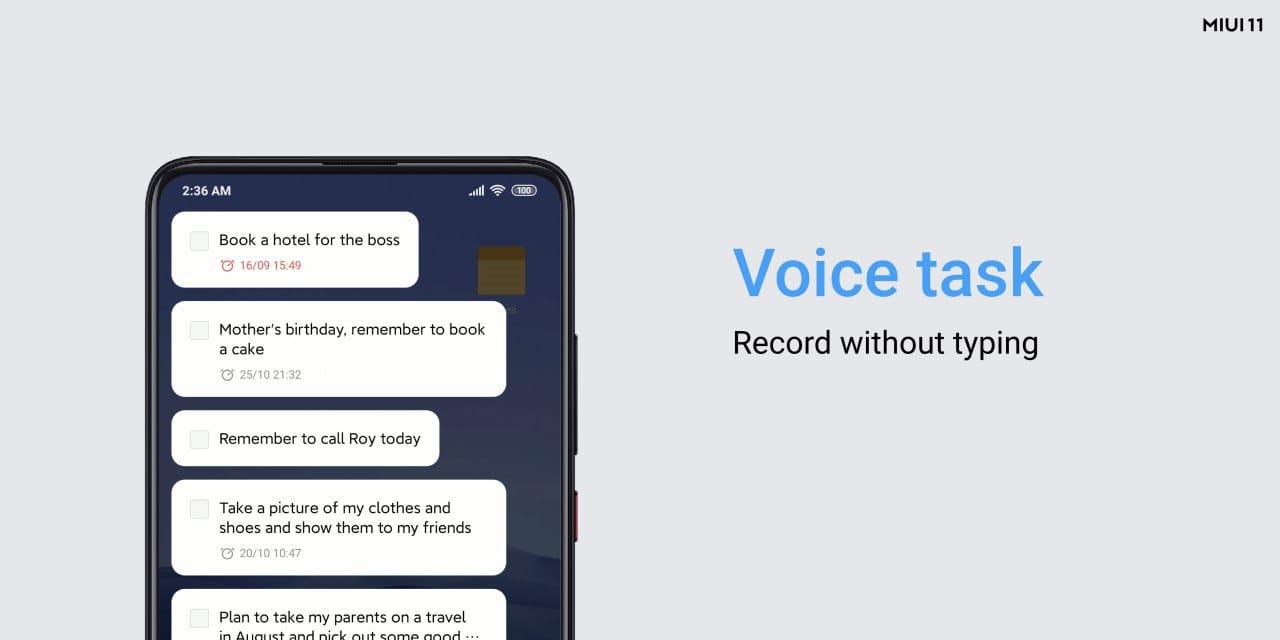 MIUI 11
2:36 AM
100
Book a hotel for the boss
16/09 15:49
Mother's birthday, remember to book
a cake
25/10 21:32
Remember to call Roy today
Take a picture of my clothes and
shoes and show them to my friends
20/10 10:47
Plan to take my parents on a travel
in August and pick out some good ...
Voice task
Record without typing